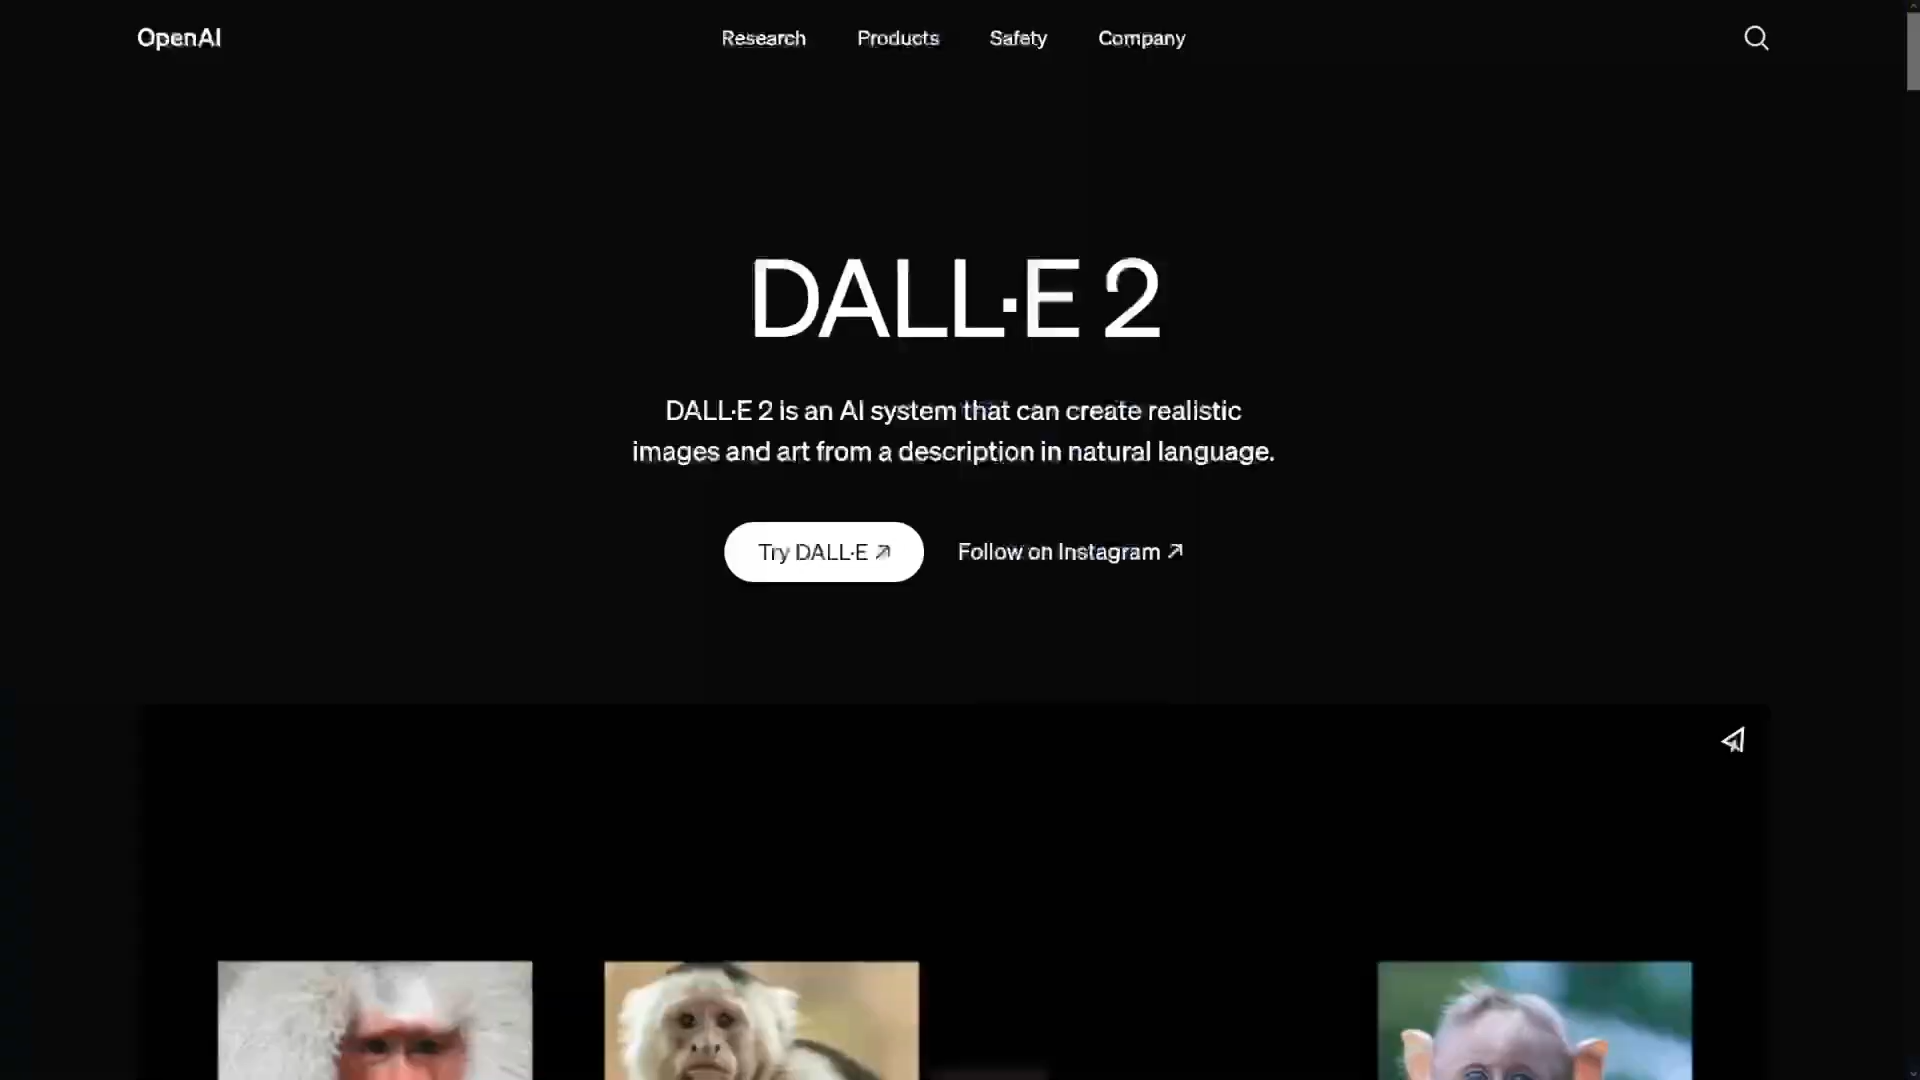 OpenAI
Research Products Safety Company
DALL·E 2
DALL·E 2 is an AI system that can create realistic
images and art from a description in natural language.
Try DALL·E ↗ Follow on Instagram ↗